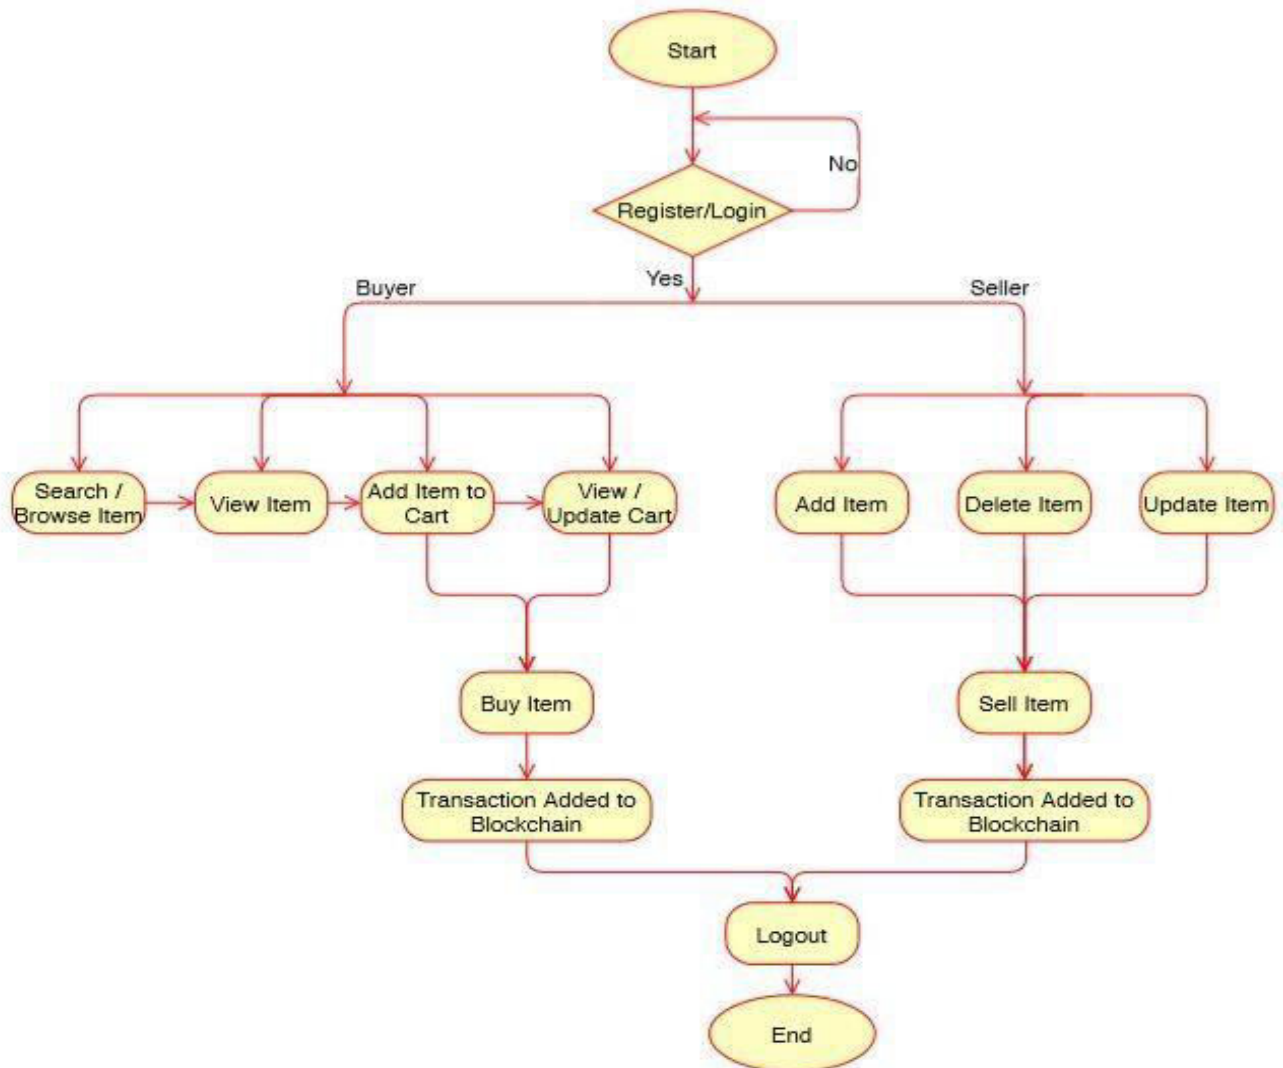 Start
No
Register/Login
Yes
Buyer
Seller
Search /
Browse Item
View Item
Add Item to
Cart
View /
Update Cart
Add Item
Delete Item
Update Item
Buy Item
Sell Item
Transaction Added to
Blockchain
Transaction Added to
Blockchain
Logout
End